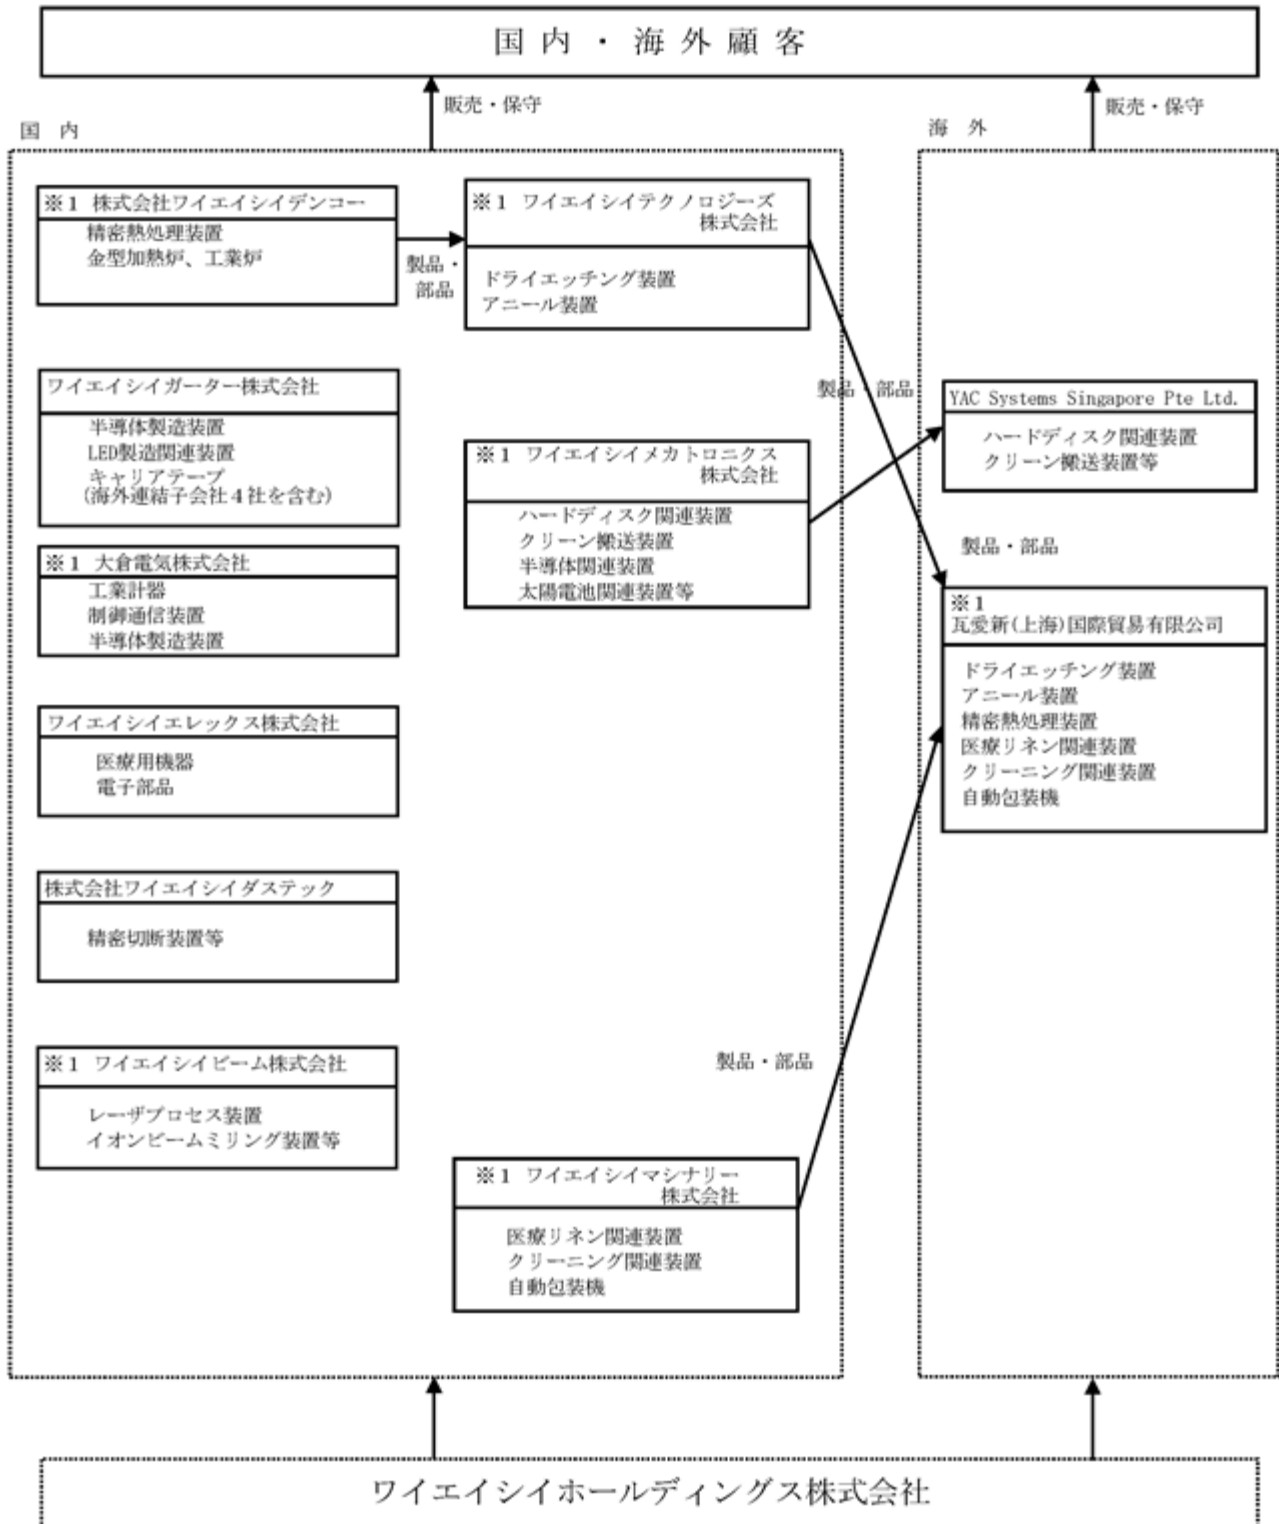 国内・海外顧客
販売・保守
販売・保守
国　内
海　外
※１ 株式会社ワイエイシイデンコー
精密熱処理装置
金型加熱炉、工業炉
製品・
部品
※１ ワイエイシイテクノロジーズ
株式会社
ドライエッチング装置
アニール装置
ワイエイシイガーター株式会社
半導体製造装置
LED製造関連装置
キャリアテープ
(海外連結子会社４社を含む)
製品・部品
※１ ワイエイシイメカトロニクス
株式会社
ハードディスク関連装置
クリーン搬送装置
半導体関連装置
太陽電池関連装置等
YAC Systems Singapore Pte Ltd.
ハードディスク関連装置
クリーン搬送装置等
製品・部品
※１ 大倉電気株式会社
工業計器
制御通信装置
半導体製造装置
※１
瓦愛新(上海)国際貿易有限公司
ドライエッチング装置
アニール装置
精密熱処理装置
医療リネン関連装置
クリーニング関連装置
自動包装機
ワイエイシイエレックス株式会社
医療用機器
電子部品
株式会社ワイエイシイダステック
精密切断装置等
※１ ワイエイシイビーム株式会社
レーザプロセス装置
イオンビームミリング装置等
製品・部品
※１ ワイエイシイマシナリー
株式会社
医療リネン関連装置
クリーニング関連装置
自動包装機
ワイエイシイホールディングス株式会社